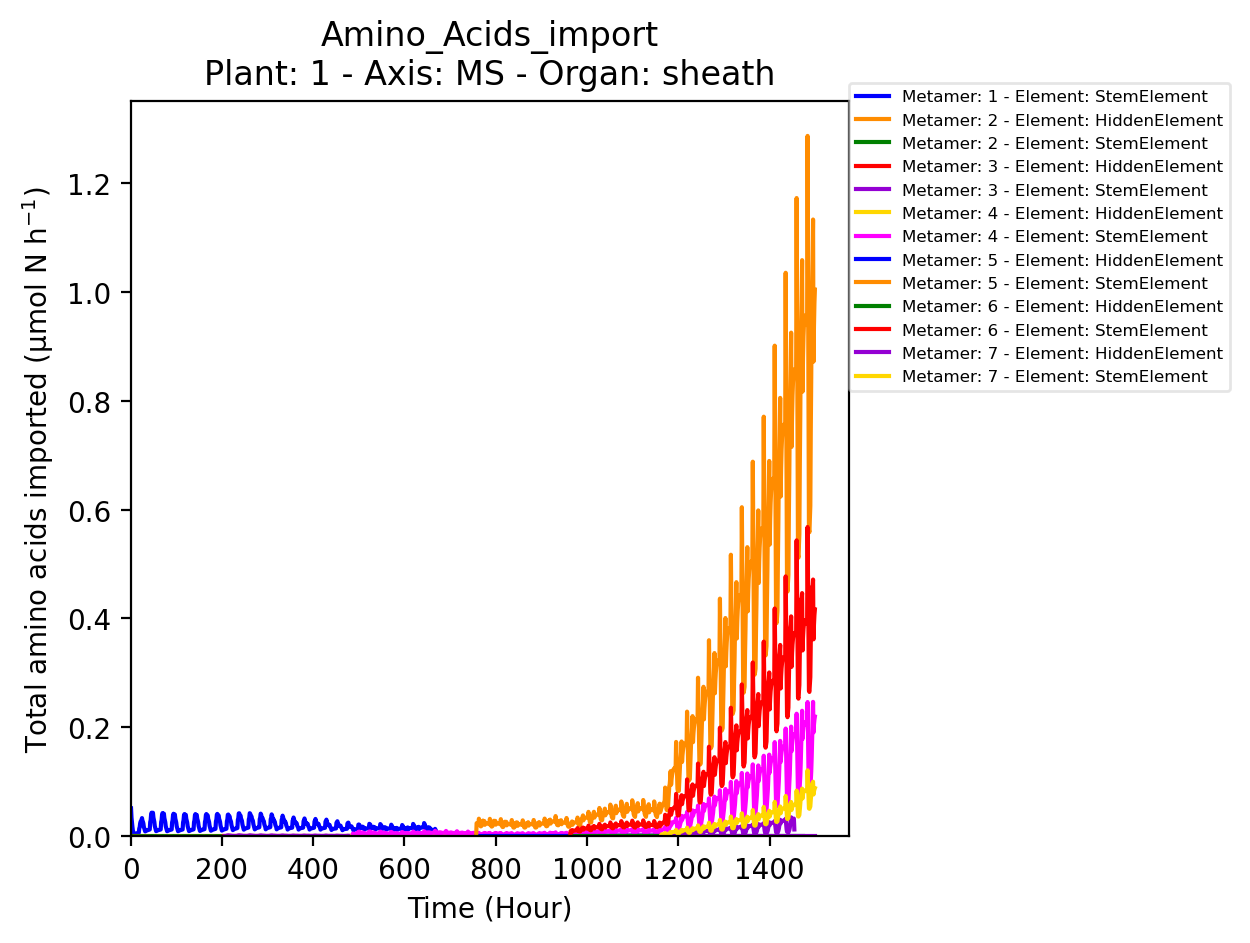 Amino_Acids_import
Plant: 1 - Axis: MS - Organ: sheath
Total amino acids imported (µmol N h⁻¹)
1.2
1.0
0.8
0.6
0.4
0.2
0.0
0
200
400
600
800
1000
1200
1400
Time (Hour)
Metamer: 1 - Element: StemElement
Metamer: 2 - Element: HiddenElement
Metamer: 2 - Element: StemElement
Metamer: 3 - Element: HiddenElement
Metamer: 3 - Element: StemElement
Metamer: 4 - Element: HiddenElement
Metamer: 4 - Element: StemElement
Metamer: 5 - Element: HiddenElement
Metamer: 5 - Element: StemElement
Metamer: 6 - Element: HiddenElement
Metamer: 6 - Element: StemElement
Metamer: 7 - Element: HiddenElement
Metamer: 7 - Element: StemElement